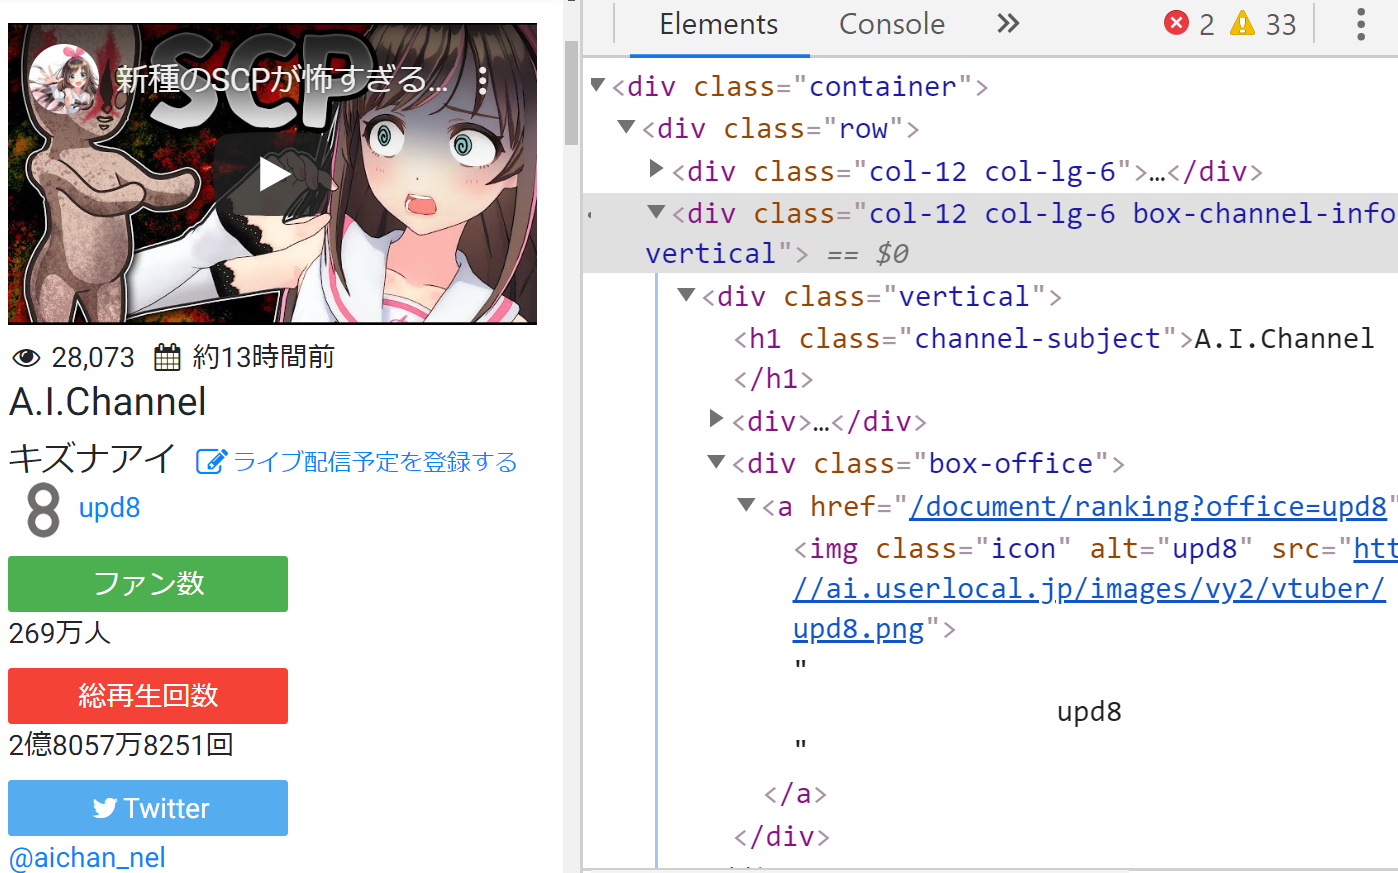 SCP
新種のSCPが怖すぎる...
28,073 約13時間前
A.I.Channel
キズナアイ ライブ配信予定を登録する
8 upd8
ファン数
269万人
総再生回数
2億8057万8251回
Twitter
@aichan_nel
Elements Console 2 33
<div class="container">
<div class="row">
<div class="col-12 col-lg-6">…</div>
<div class="col-12 col-lg-6 box-channel-info
vertical"> == $0
<div class="vertical">
<h1 class="channel-subject">A.I.Channel
</h1>
<div>…</div>
<div class="box-office">
<a href="/document/ranking?office=upd8"
<img class="icon" alt="upd8" src="htt
//ai.userlocal.jp/images/vy2/vtuber/
upd8.png">
"
upd8
"
</a>
</div>